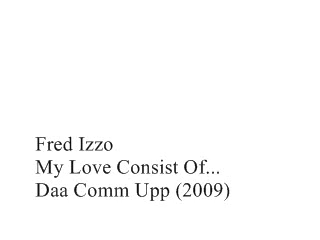 Fred Izzo
My Love Consist Of...
Daa Comm Upp (2009)